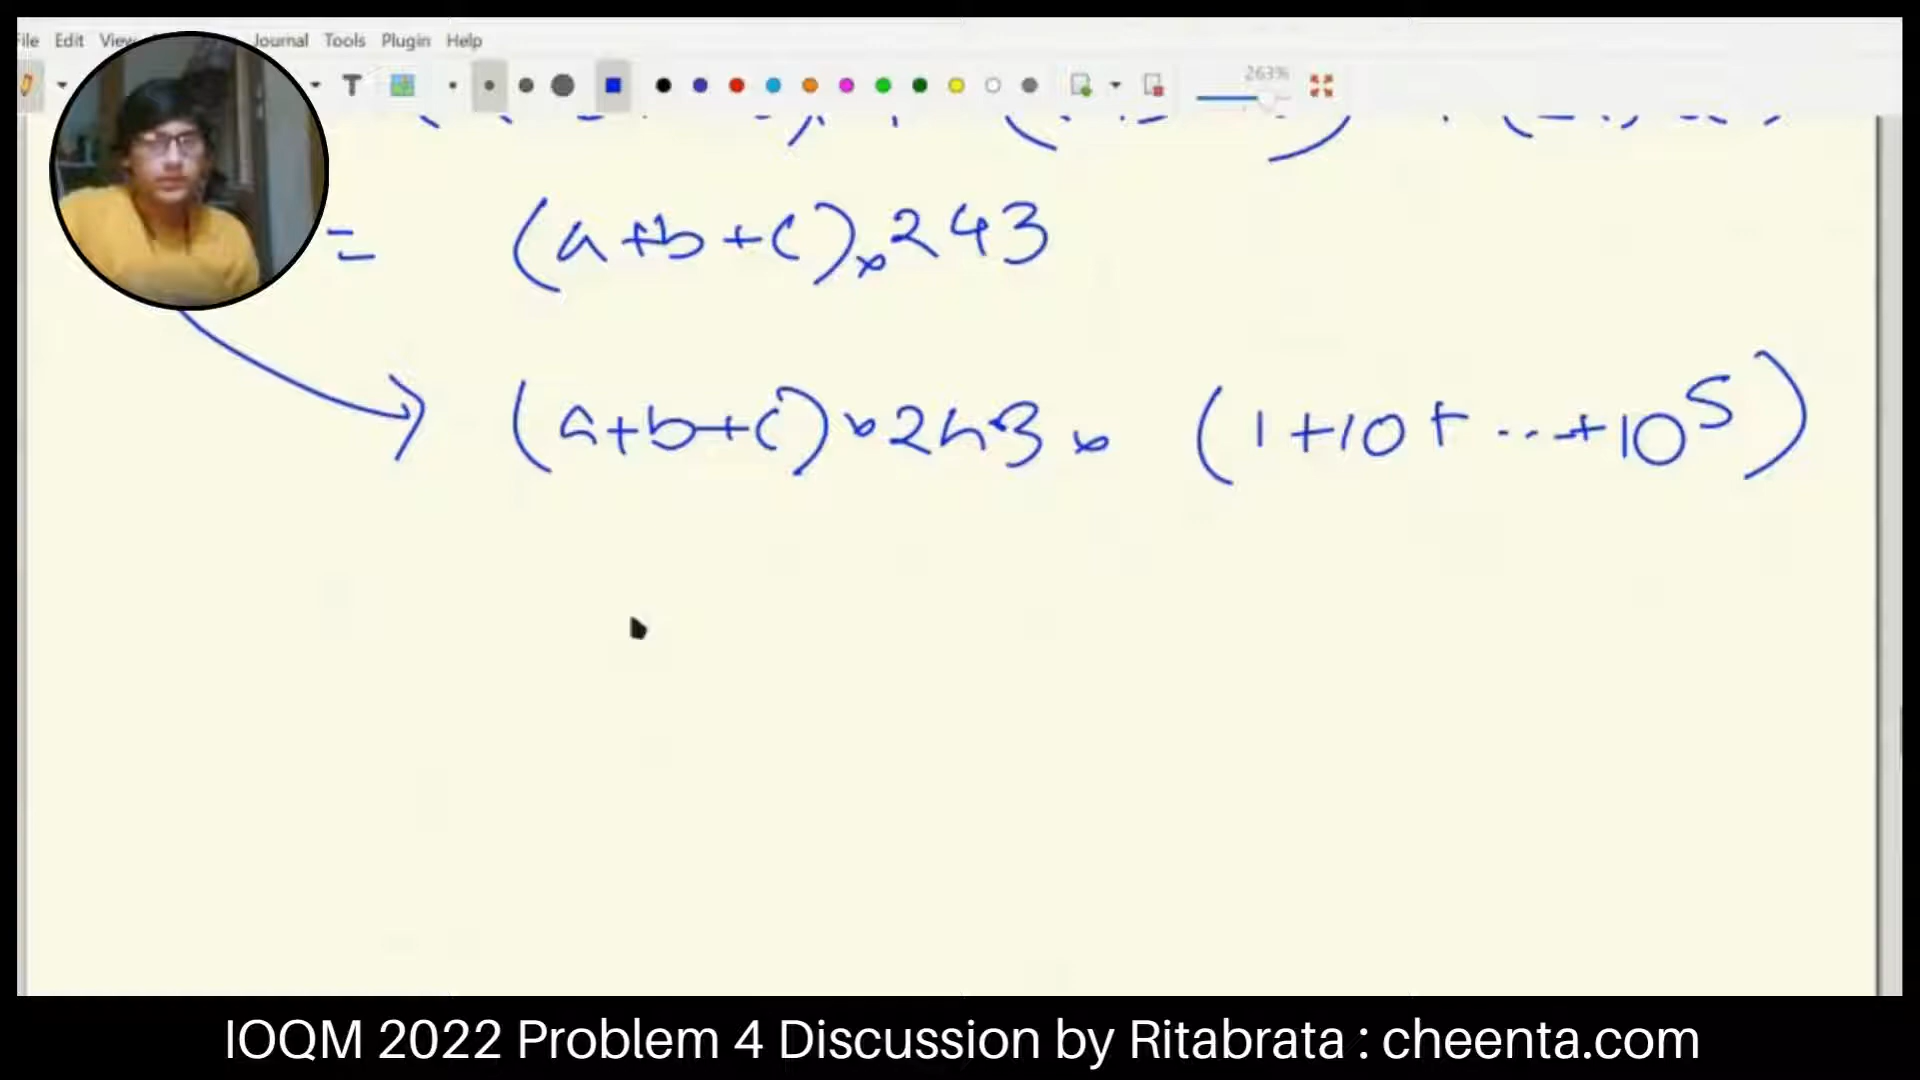 File Edit View Journal Tools Plugin Help
T 263%
= (a+b+c)×243
→ (a+b+c)×243×(1+10+...+10⁵)
IOQM 2022 Problem 4 Discussion by Ritabrata : cheenta.com